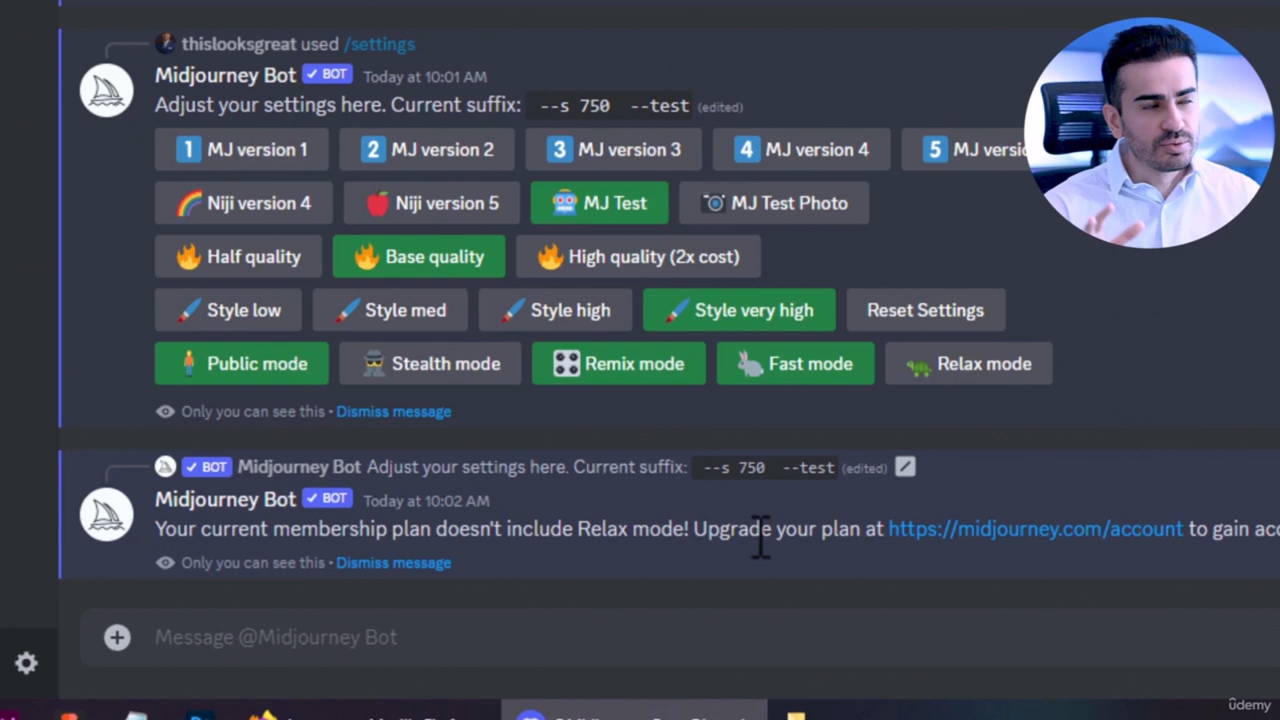 thislooksgreat used /settings
Midjourney Bot ✓ BOT Today at 10:01 AM
Adjust your settings here. Current suffix: --s 750 --test (edited)
1 MJ version 1 2 MJ version 2 3 MJ version 3 4 MJ version 4 5 MJ
Niji version 4 Niji version 5 MJ Test MJ Test Photo
Half quality Base quality High quality (2x cost)
Style low Style med Style high Style very high Reset Settings
Public mode Stealth mode Remix mode Fast mode Relax mode
Only you can see this • Dismiss message
✓ BOT Midjourney Bot Adjust your settings here. Current suffix: --s 750 --test (edited)
Midjourney Bot ✓ BOT Today at 10:02 AM
Your current membership plan doesn't include Relax mode! Upgrade your plan at https://midjourney.com/account to gain
Only you can see this • Dismiss message
Message @Midjourney Bot
udemy